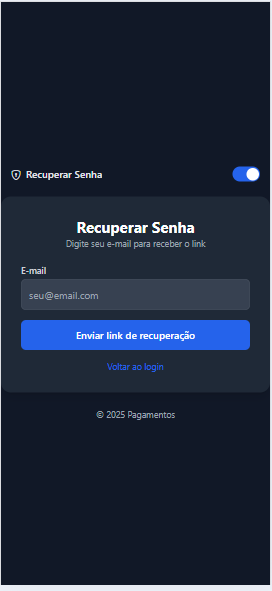 Recuperar Senha
Recuperar Senha
Digite seu e-mail para receber o link
E-mail
seu@email.com
Enviar link de recuperação
Voltar ao login
© 2025 Pagamentos